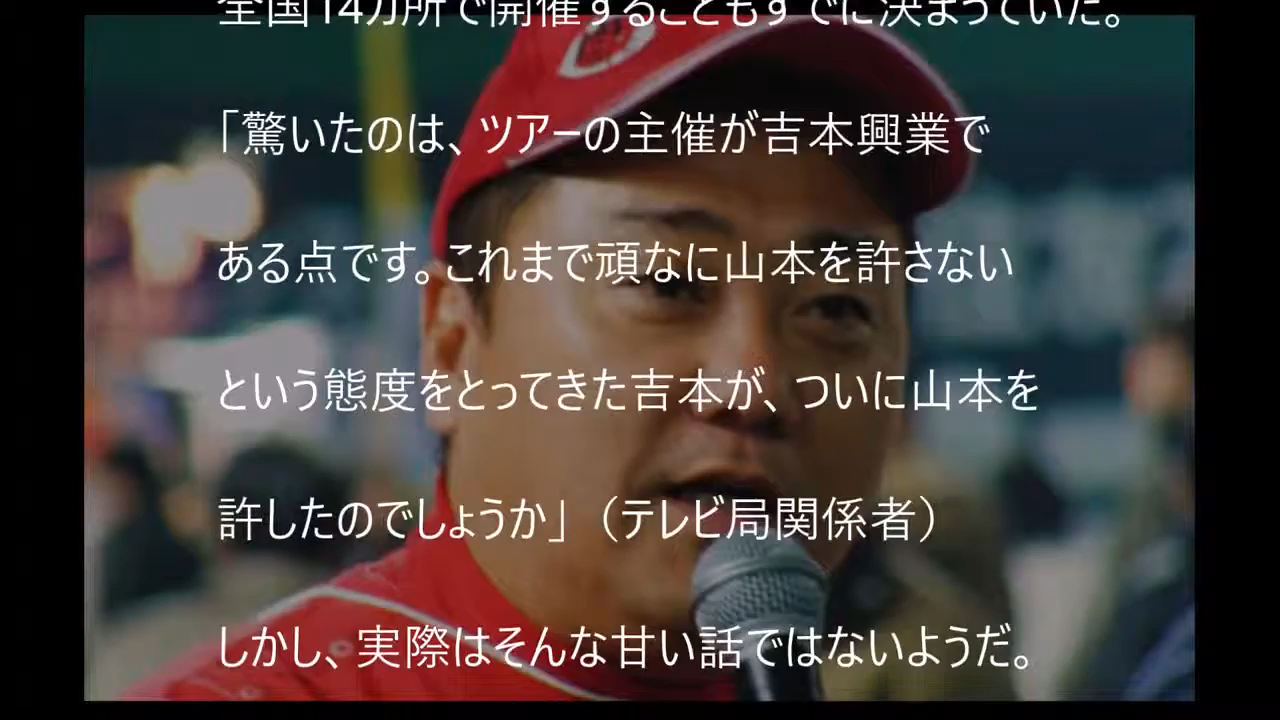 全国14カ所で開催することもすでに決まっていた。
「驚いたのは、ツアーの主催が吉本興業で
ある点です。これまで頑なに山本を許さない
という態度をとってきた吉本が、ついに山本を
許したのでしょうか」（テレビ局関係者）
しかし、実際はそんな甘い話ではないようだ。